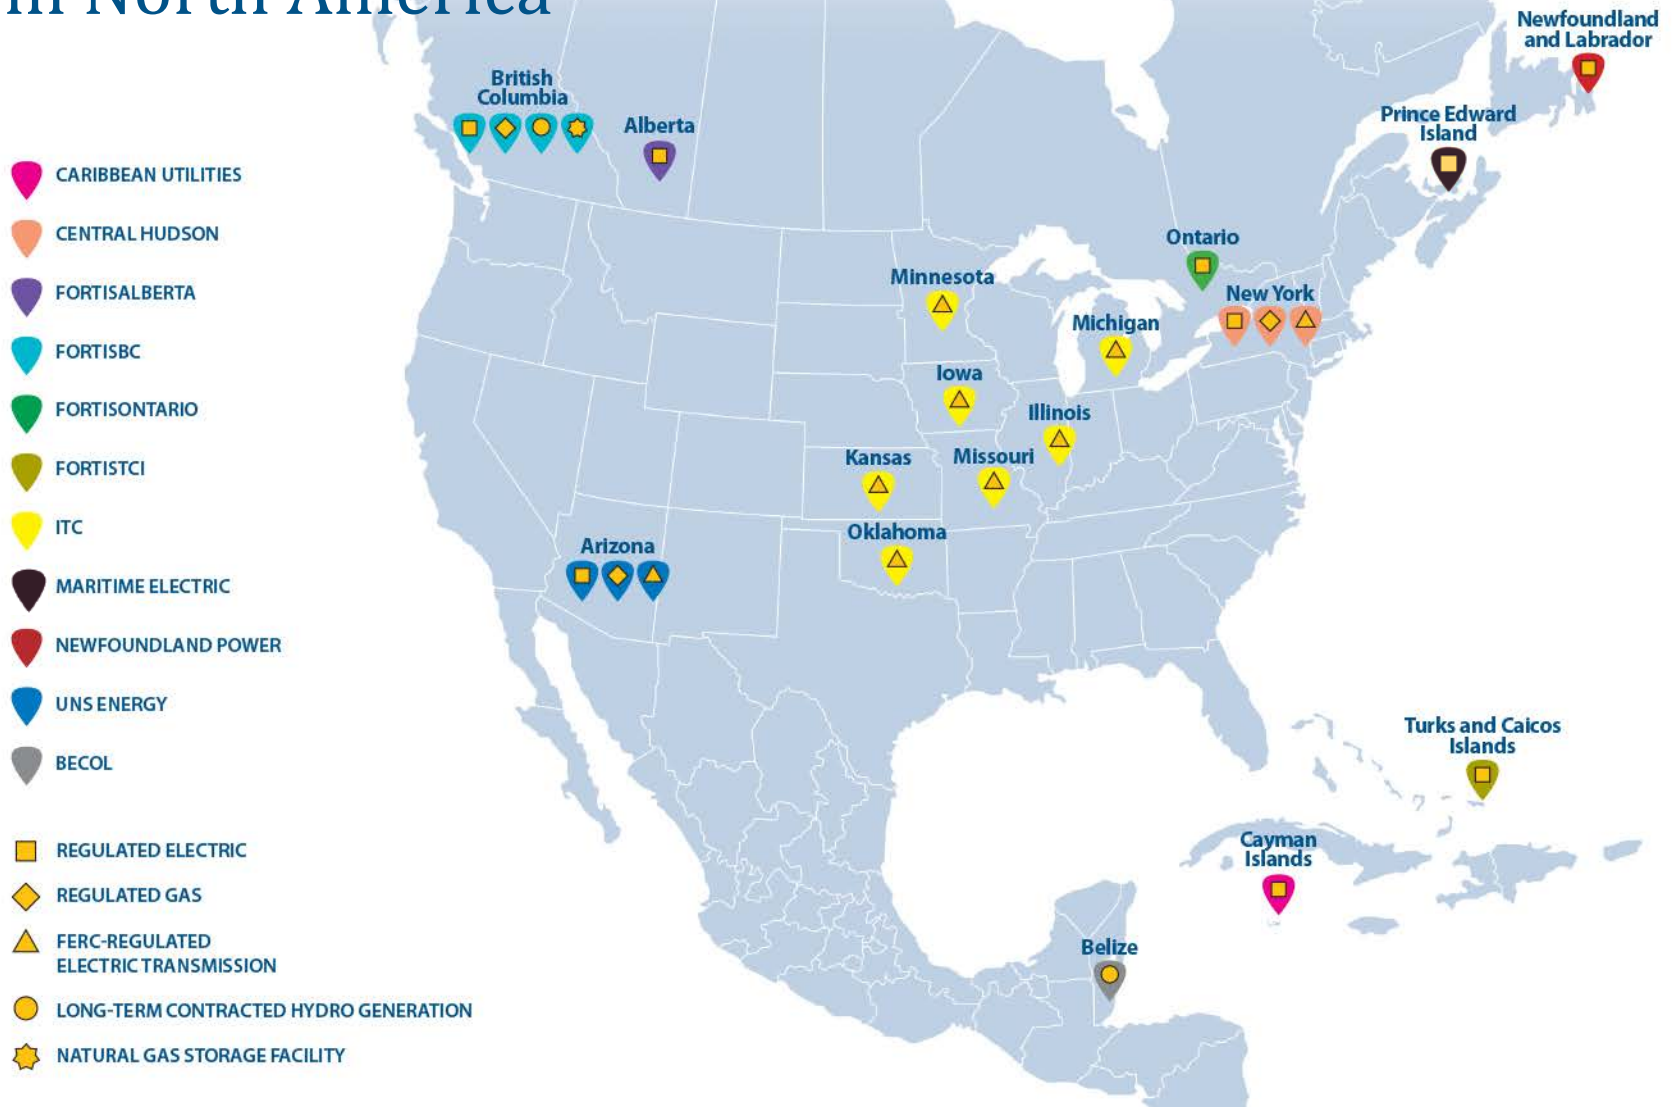 in North America
Newfoundland
and Labrador
British
Columbia
Alberta
Prince Edward
Island
CARIBBEAN UTILITIES
CENTRAL HUDSON
FORTISALBERTA
FORTISBC
FORTISONTARIO
FORTISTCI
ITC
MARITIME ELECTRIC
NEWFOUNDLAND POWER
UNS ENERGY
BECOL
REGULATED ELECTRIC
REGULATED GAS
FERC-REGULATED
ELECTRIC TRANSMISSION
LONG-TERM CONTRACTED HYDRO GENERATION
NATURAL GAS STORAGE FACILITY
Ontario
Minnesota
New York
Michigan
Iowa
Illinois
Kansas
Missouri
Oklahoma
Arizona
Turks and Caicos
Islands
Cayman
Islands
Belize